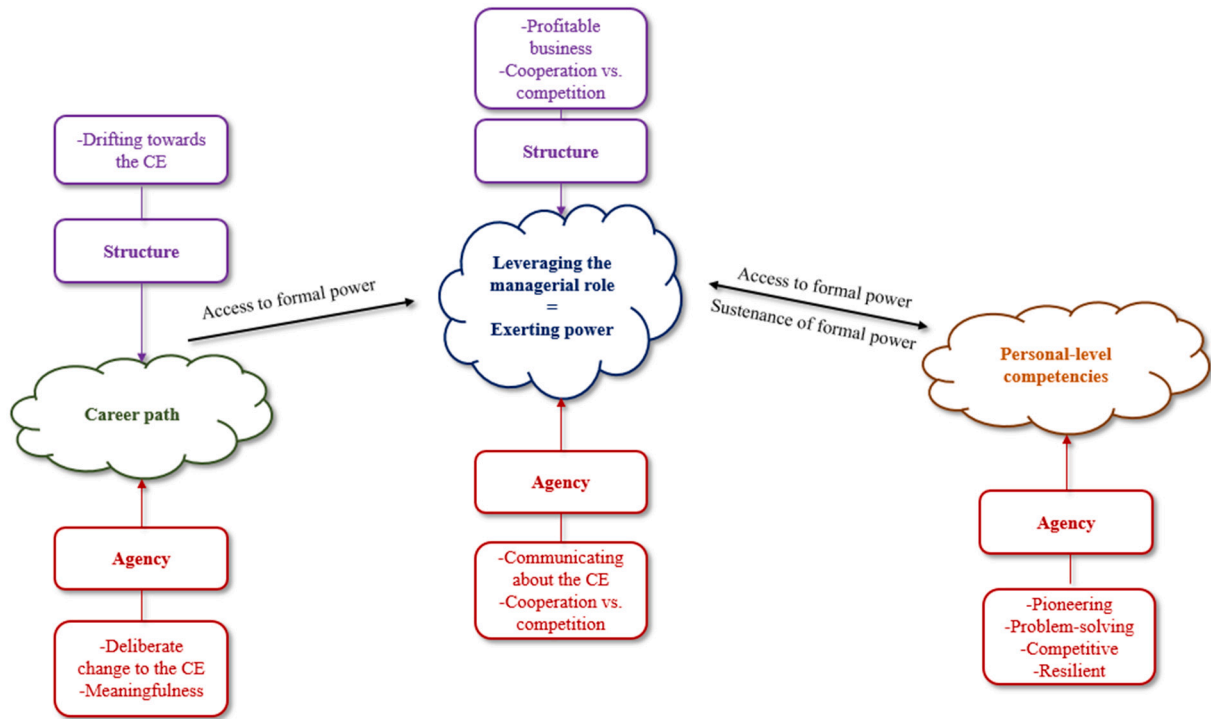 -Profitable
business
-Cooperation vs.
competition
Structure
-Drifting towards
the CE
Structure
Leveraging the
managerial role
=
Exerting power
Access to formal power
Access to formal power
Sustenance of formal power
Career path
Personal-level
competencies
Agency
-Communicating
about the CE
-Cooperation vs.
competition
Agency
-Deliberate
change to the CE
-Meaningfulness
Agency
-Pioneering
-Problem-solving
-Competitive
-Resilient